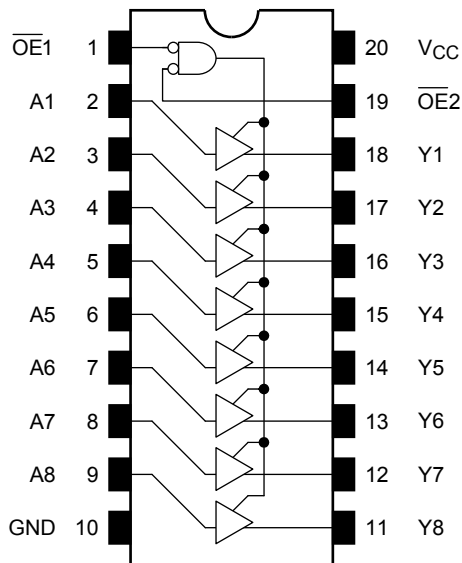 OE1 1 20 VCC
A1 2 19 OE2
A2 3 18 Y1
A3 4 17 Y2
A4 5 16 Y3
A5 6 15 Y4
A6 7 14 Y5
A7 8 13 Y6
A8 9 12 Y7
GND 10 11 Y8